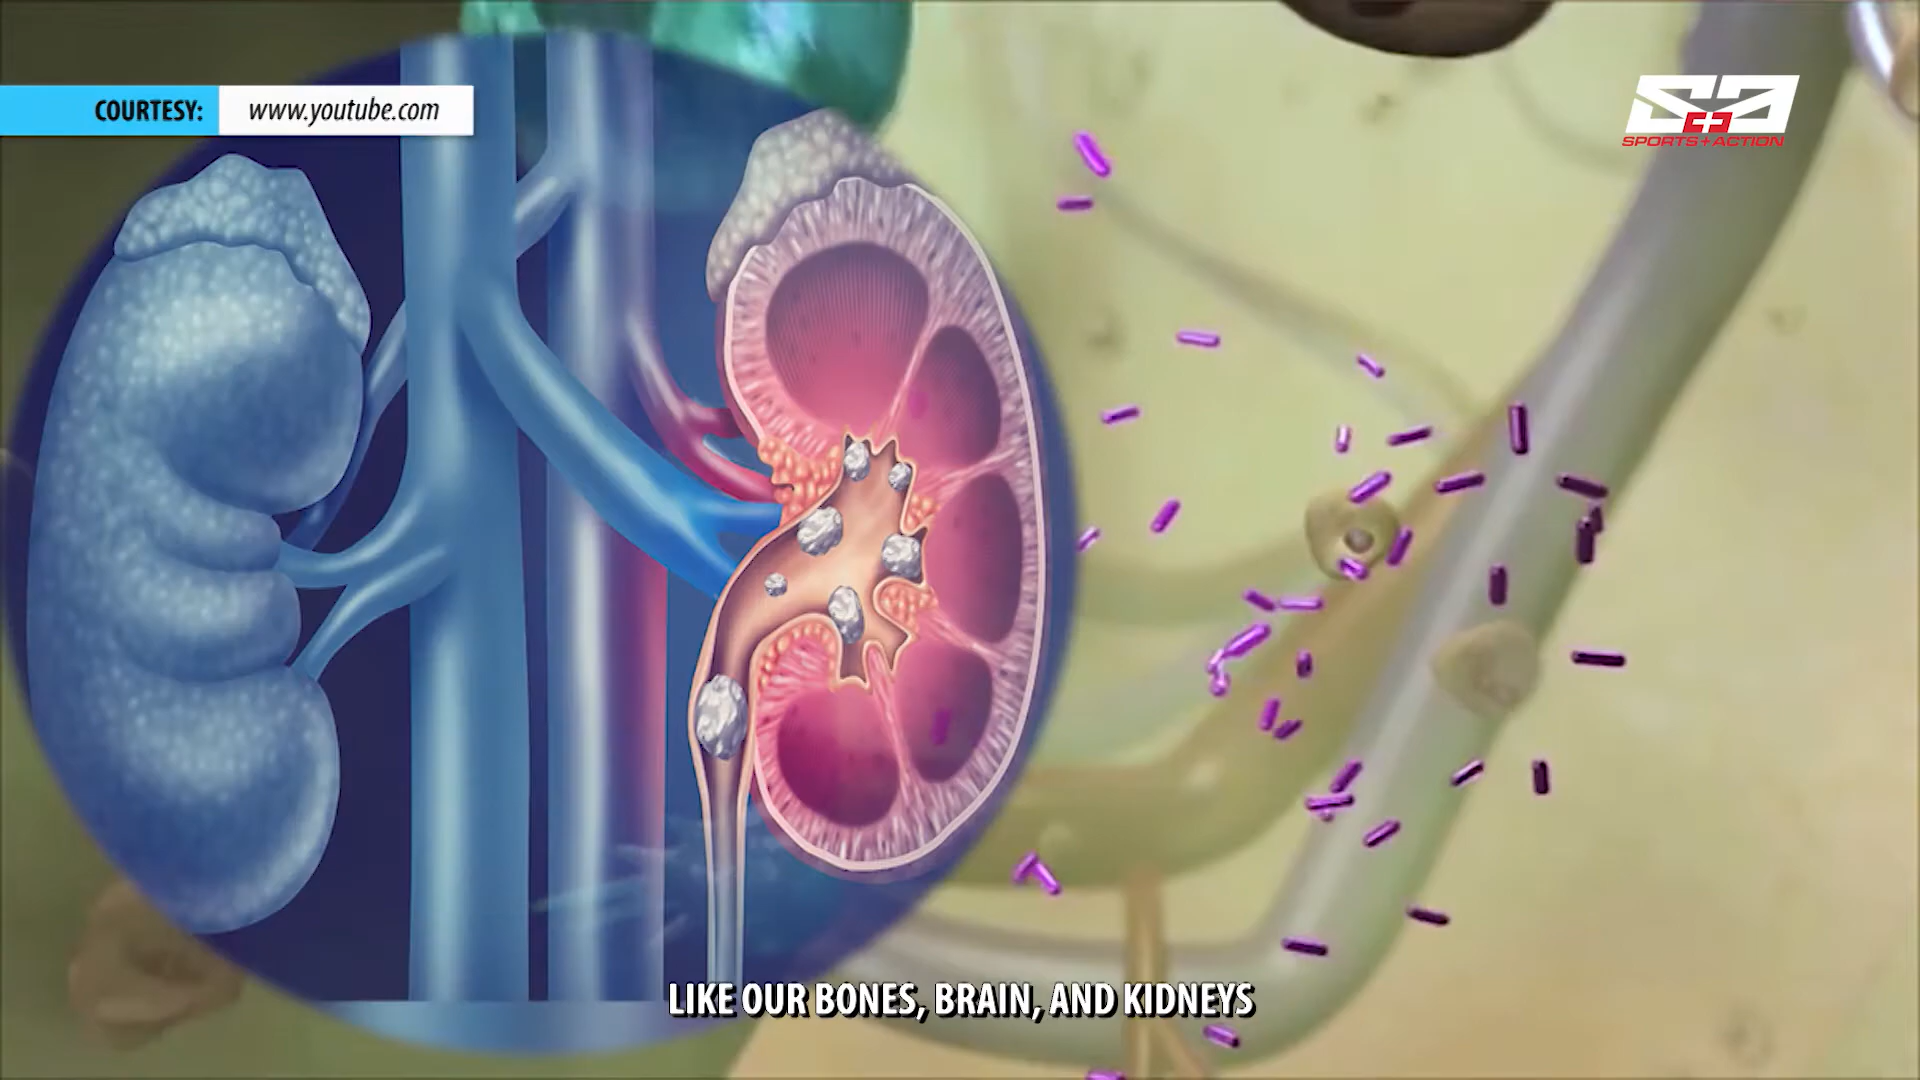 COURTESY: www.youtube.com
S+A
SPORTS+ACTION
LIKE OUR BONES, BRAIN, AND KIDNEYS